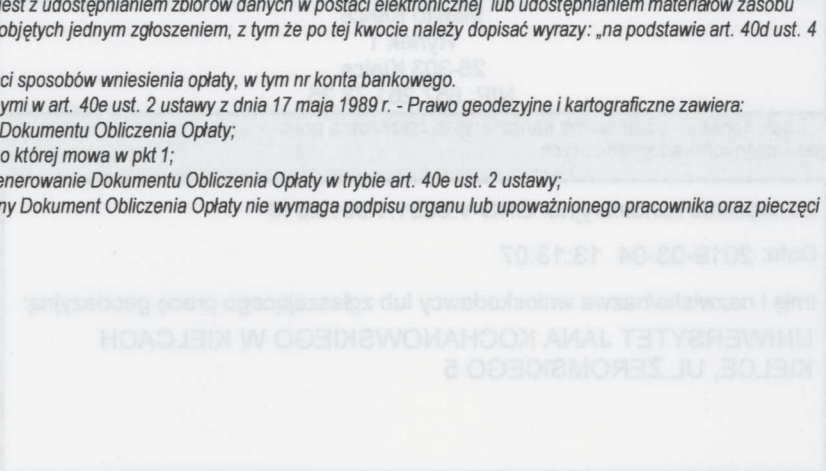 jest z udostępnianiem zbiorów danych w postaci elektronicznej lub udostępnianiem materiałów zasobu
objętych jednym zgłoszeniem, z tym że po tej kwocie należy dopisać wyrazy: „na podstawie art. 40d ust. 4
ci sposobów wniesienia opłaty, w tym nr konta bankowego.
ymi w art. 40e ust. 2 ustawy z dnia 17 maja 1989 r. - Prawo geodezyjne i kartograficzne zawiera:
Dokumentu Obliczenia Opłaty;
o której mowa w pkt 1;
enerowanie Dokumentu Obliczenia Opłaty w trybie art. 40e ust. 2 ustawy;
ny Dokument Obliczenia Opłaty nie wymaga podpisu organu lub upoważnionego pracownika oraz pieczęci
Data: 2019-03-04 13:13:07
Imię i nazwisko/nazwa wnioskodawcy lub zgłaszającego pracę geodezyjną:
UNIWERSYTET JANA KOCHANOWSKIEGO W KIELCACH
KIELCE, UL. ŻEROMSKIEGO 5